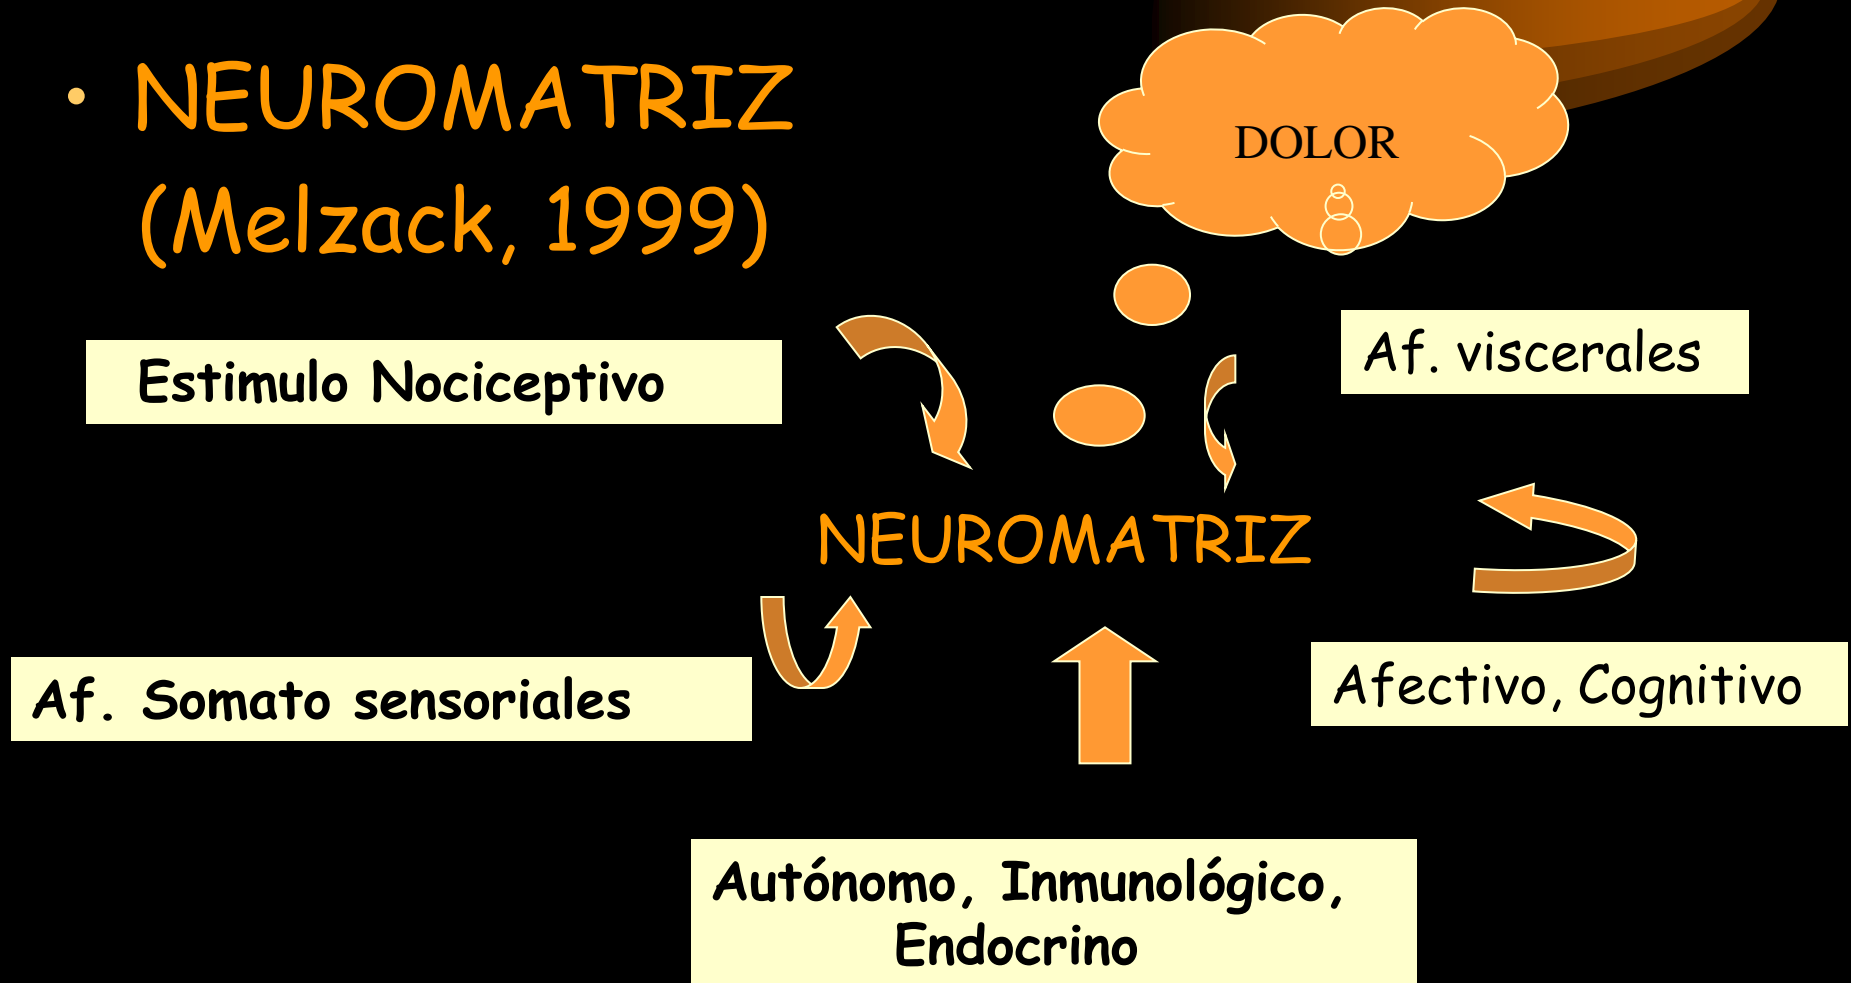 • NEUROMATRIZ
(Melzack, 1999)
DOLOR
Estimulo Nociceptivo
Af. viscerales
NEUROMATRIZ
Af. Somato sensoriales
Afectivo, Cognitivo
Autónomo, Inmunológico,
Endocrino